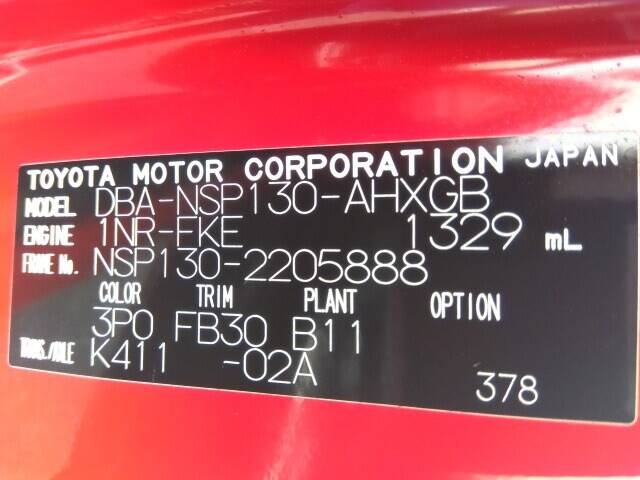 TOYOTA MOTOR CORPORATION JAPAN
MODEL DBA-NSP130-AHXGB
ENGINE 1NR-FKE 1329 mL
FRAME No. NSP130-2205888
COLOR TRIM PLANT OPTION
3P0 FB30 B11
TRANS./AXLE K411 -02A
378